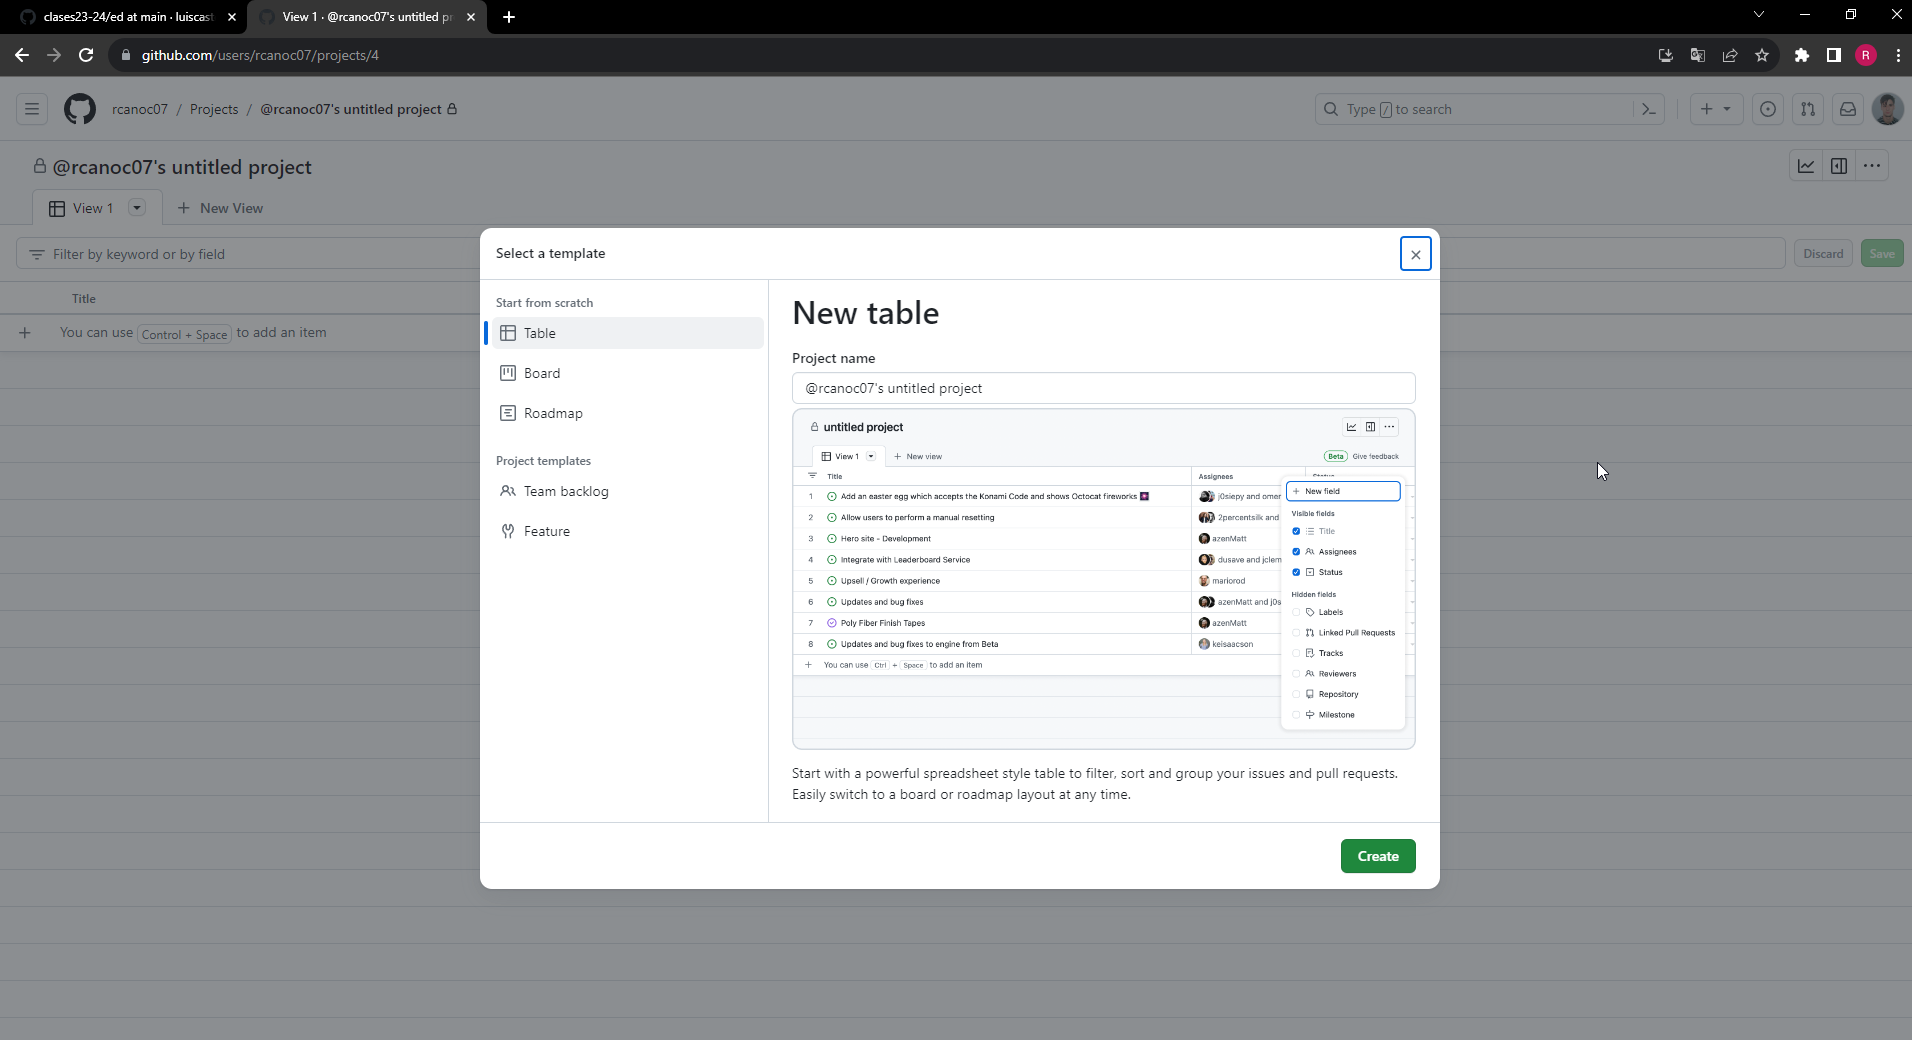 clases23-24/ed at main · luiscast
View 1 · @rcanoc07's untitled pr
github.com/users/rcanoc07/projects/4
R
rcanoc07 / Projects / @rcanoc07's untitled project
Type / to search
@rcanoc07's untitled project
View 1
New View
Filter by keyword or by field
Discard
Save
Title
You can use Control + Space to add an item
Select a template
Start from scratch
Table
Board
Roadmap
Project templates
Team backlog
Feature
New table
Project name
@rcanoc07's untitled project
untitled project
View 1
New view
Beta Give feedback
Title
Assignees
1 Add an easter egg which accepts the Konami Code and shows Octocat fireworks
j0siepy and omer
2 Allow users to perform a manual resetting
2percentsilk and
3 Hero site - Development
azenMatt
4 Integrate with Leaderboard Service
dusave and jclem
5 Upsell / Growth experience
mariorod
6 Updates and bug fixes
azenMatt and j0s
7 Poly Fiber Finish Tapes
azenMatt
8 Updates and bug fixes to engine from Beta
keisaacson
You can use Ctrl + Space to add an item
New field
Visible fields
Title
Assignees
Status
Hidden fields
Labels
Linked Pull Requests
Tracks
Reviewers
Repository
Milestone
Start with a powerful spreadsheet style table to filter, sort and group your issues and pull requests.
Easily switch to a board or roadmap layout at any time.
Create